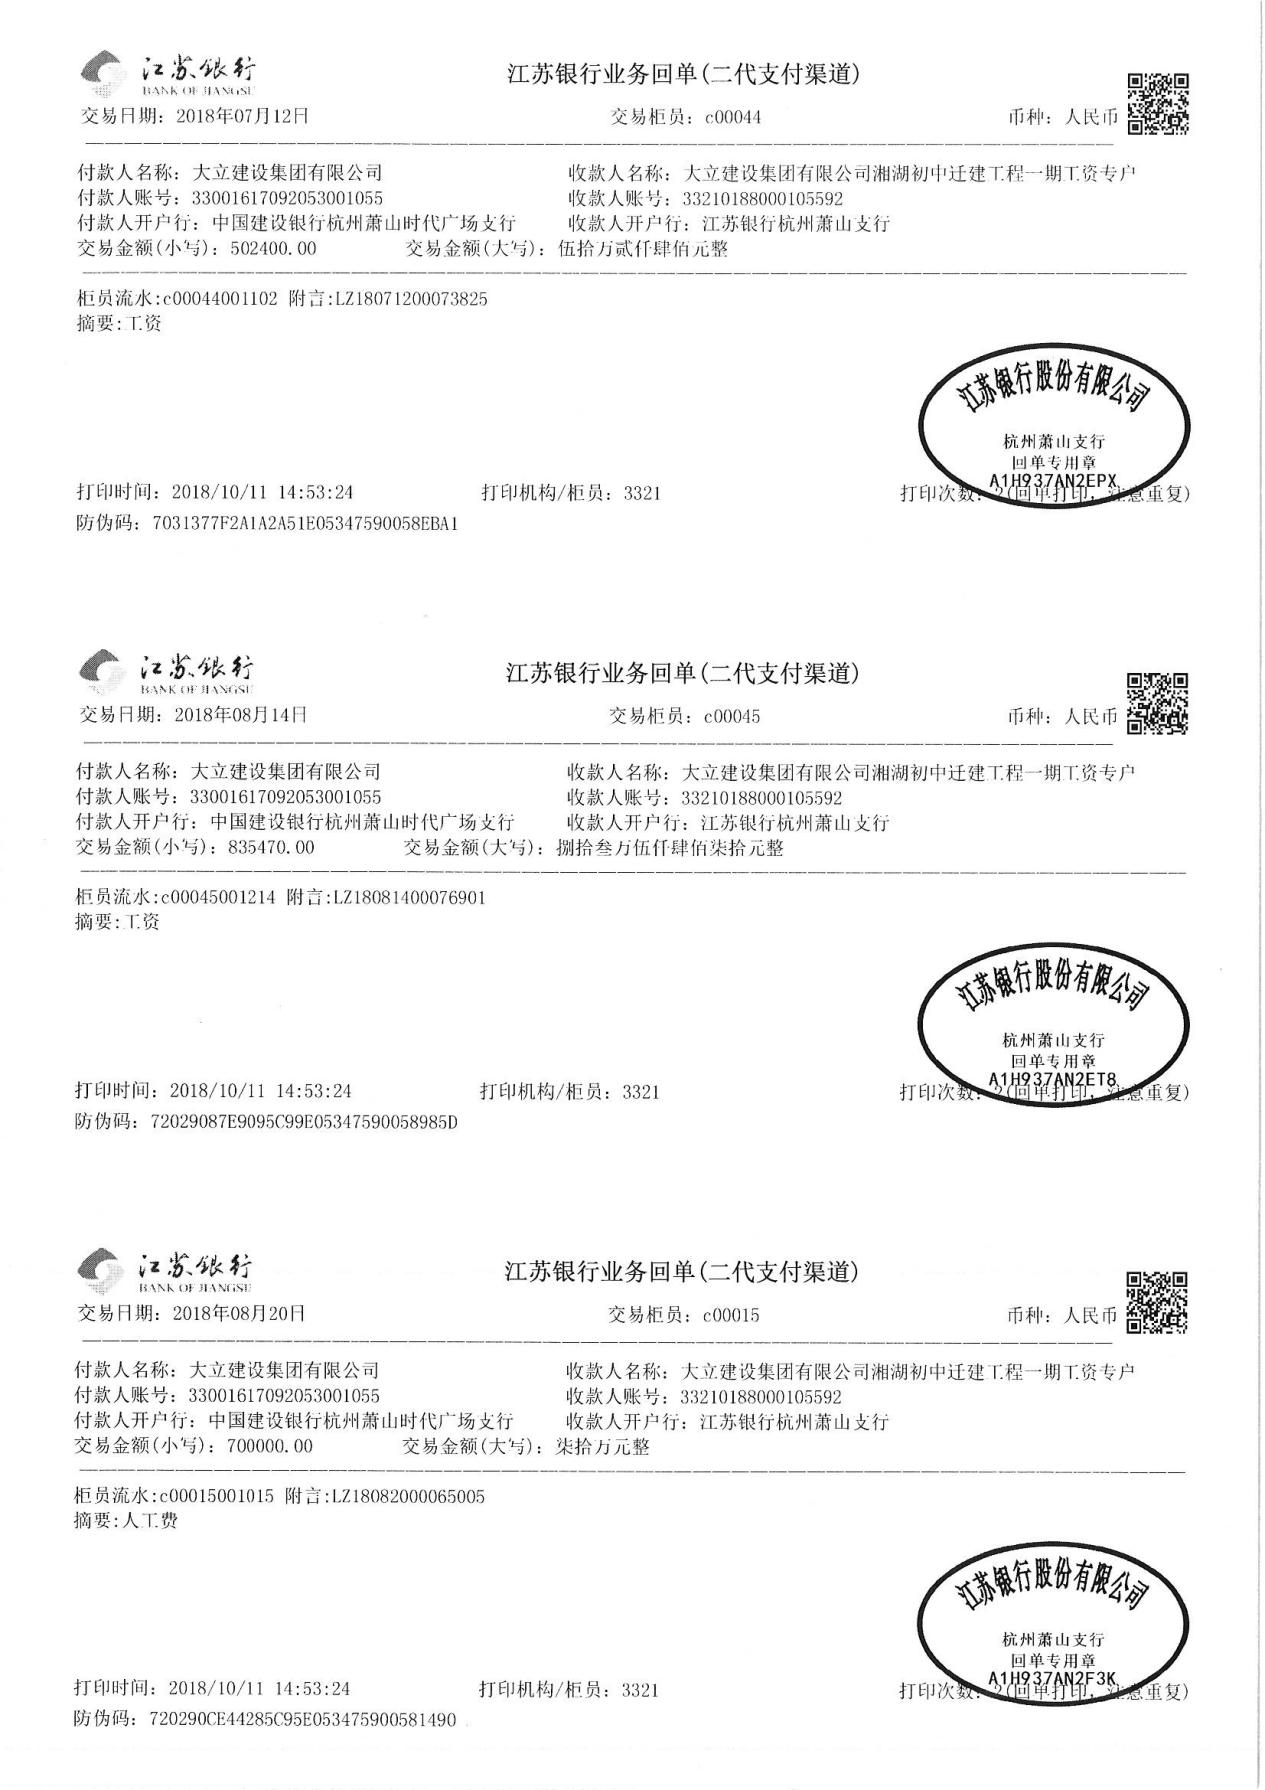 江苏银行
BANK OF JIANGSU
江苏银行业务回单(二代支付渠道)
交易日期：2018年07月12日 交易柜员：c00044 币种：人民币
付款人名称：大立建设集团有限公司 收款人名称：大立建设集团有限公司湘湖初中迁建工程一期工资专户
付款人账号：33001617092053001055 收款人账号：33210188000105592
付款人开户行：中国建设银行杭州萧山时代广场支行 收款人开户行：江苏银行杭州萧山支行
交易金额(小写)：502400.00 交易金额(大写)：伍拾万贰仟肆佰元整
柜员流水:c00044001102 附言:LZ18071200073825
摘要:工资
江苏银行股份有限公司
杭州萧山支行
回单专用章
A1H937AN2EPX
打印时间：2018/10/11 14:53:24 打印机构/柜员：3321 打印次数：2(回单打印，注意重复)
防伪码：7031377F2A1A2A51E05347590058EBA1
江苏银行
BANK OF JIANGSU
江苏银行业务回单(二代支付渠道)
交易日期：2018年08月14日 交易柜员：c00045 币种：人民币
付款人名称：大立建设集团有限公司 收款人名称：大立建设集团有限公司湘湖初中迁建工程一期工资专户
付款人账号：33001617092053001055 收款人账号：33210188000105592
付款人开户行：中国建设银行杭州萧山时代广场支行 收款人开户行：江苏银行杭州萧山支行
交易金额(小写)：835470.00 交易金额(大写)：捌拾叁万伍仟肆佰柒拾元整
柜员流水:c00045001214 附言:LZ18081400076901
摘要:工资
江苏银行股份有限公司
杭州萧山支行
回单专用章
A1H937AN2ET8
打印时间：2018/10/11 14:53:24 打印机构/柜员：3321 打印次数：2(回单打印，注意重复)
防伪码：72029087E9095C99E05347590058985D
江苏银行
BANK OF JIANGSU
江苏银行业务回单(二代支付渠道)
交易日期：2018年08月20日 交易柜员：c00015 币种：人民币
付款人名称：大立建设集团有限公司 收款人名称：大立建设集团有限公司湘湖初中迁建工程一期工资专户
付款人账号：33001617092053001055 收款人账号：33210188000105592
付款人开户行：中国建设银行杭州萧山时代广场支行 收款人开户行：江苏银行杭州萧山支行
交易金额(小写)：700000.00 交易金额(大写)：柒拾万元整
柜员流水:c00015001015 附言:LZ18082000065005
摘要:人工费
江苏银行股份有限公司
杭州萧山支行
回单专用章
A1H937AN2F3K
打印时间：2018/10/11 14:53:24 打印机构/柜员：3321 打印次数：2(回单打印，注意重复)
防伪码：720290CE44285C95E053475900581490